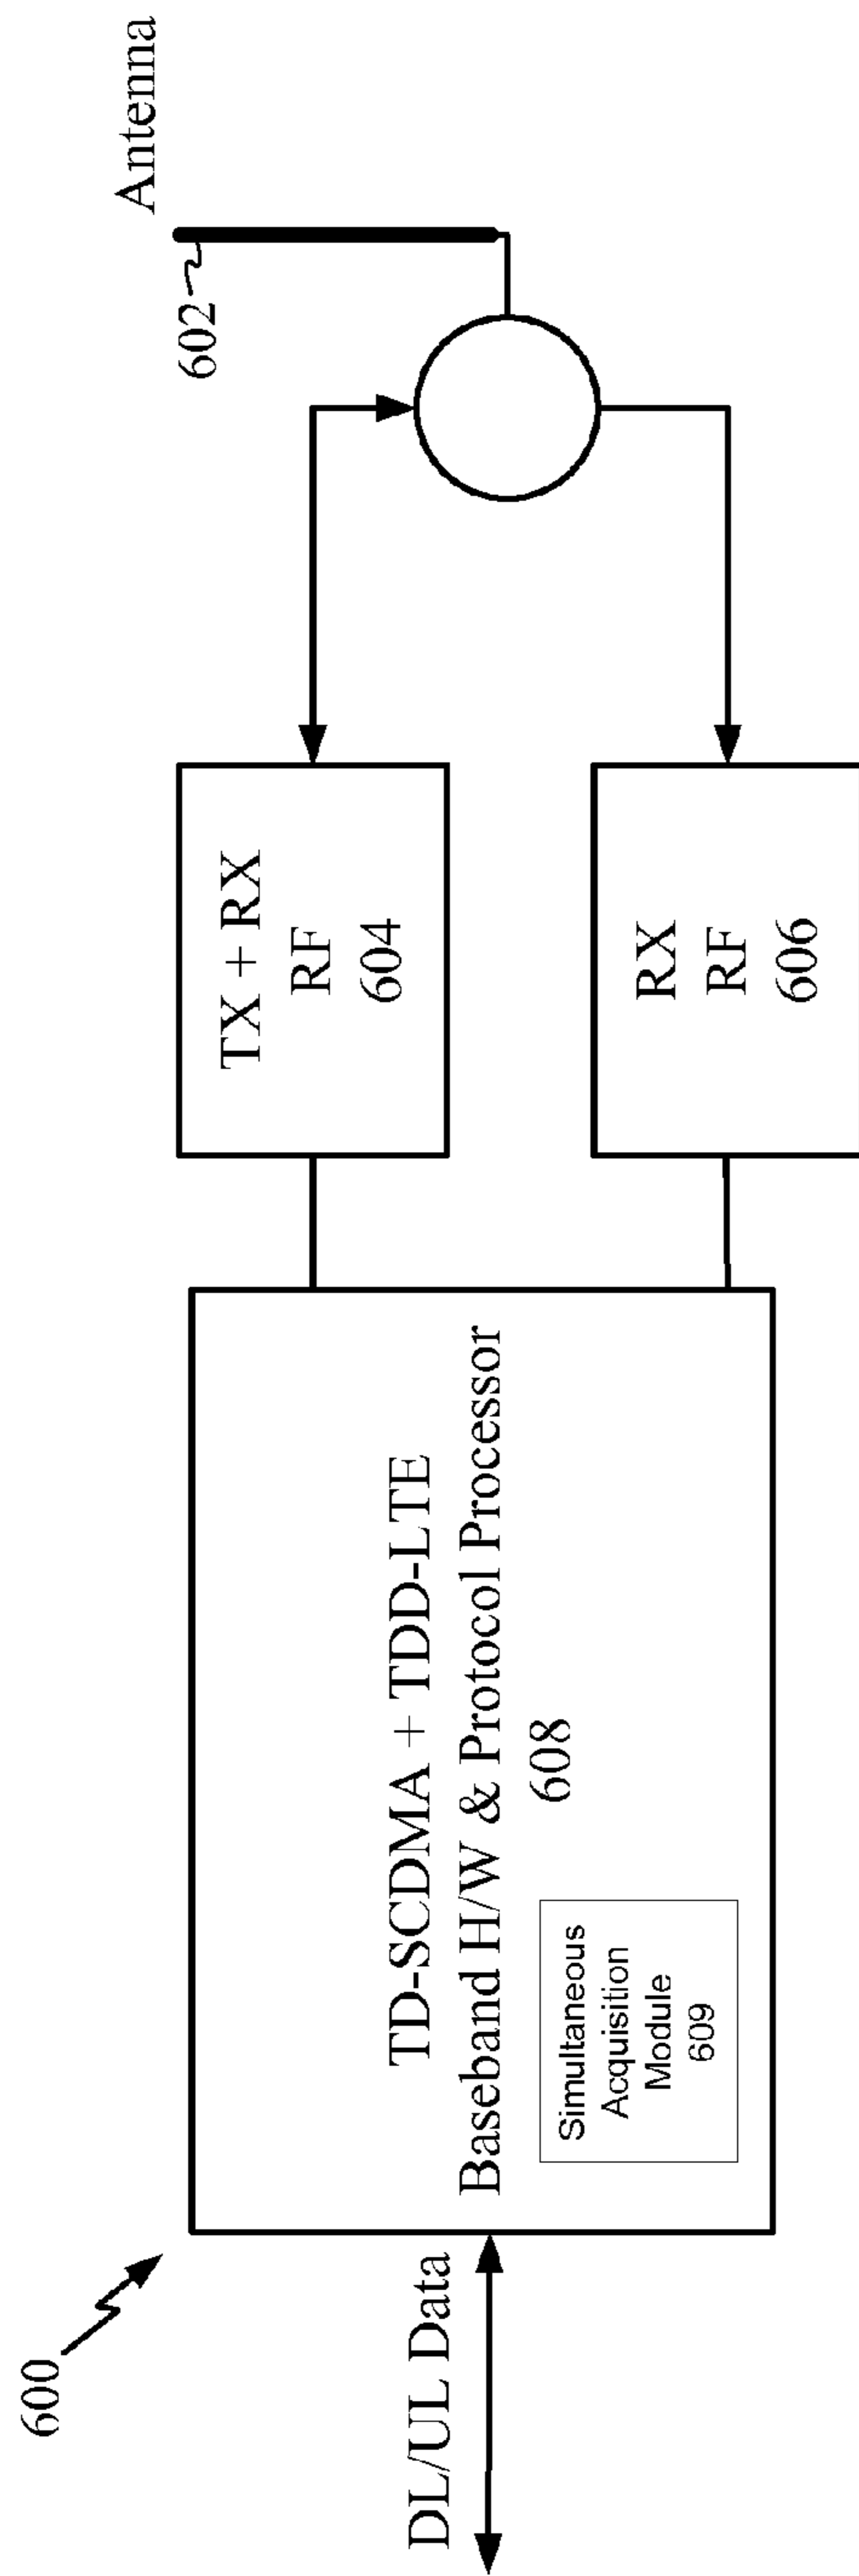 600
DL/UL Data
TD-SCDMA + TDD-LTE
Baseband H/W & Protocol Processor
608
Simultaneous
Acquisition
Module
609
TX + RX
RF
604
RX
RF
606
602
Antenna